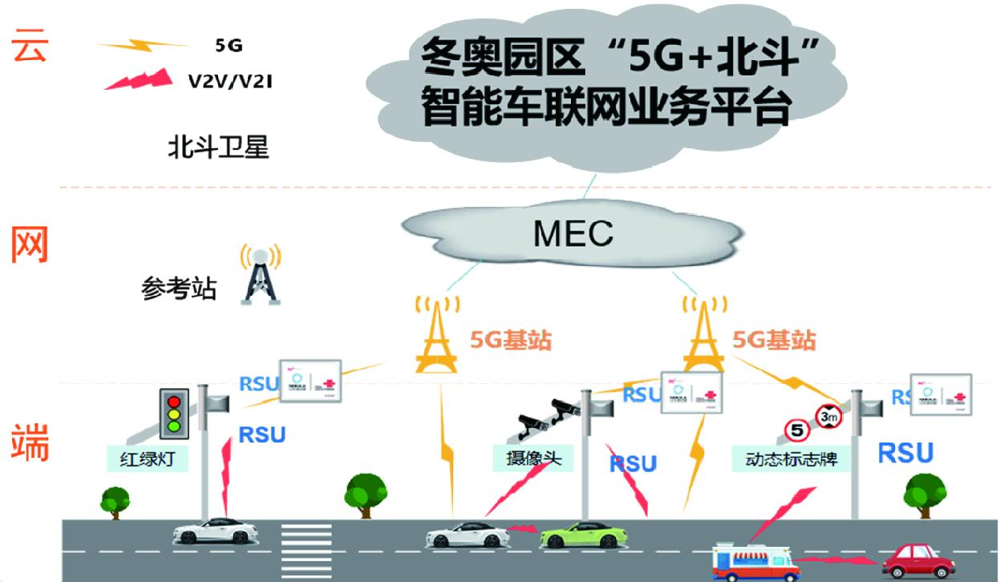 云
5G
V2V/V2I
北斗卫星
冬奥园区“5G+北斗”
智能车联网业务平台
网
MEC
参考站
5G基站
5G基站
端
RSU
RSU
红绿灯
RSU
RSU
摄像头
5
3m
RS
RSU
动态标志牌